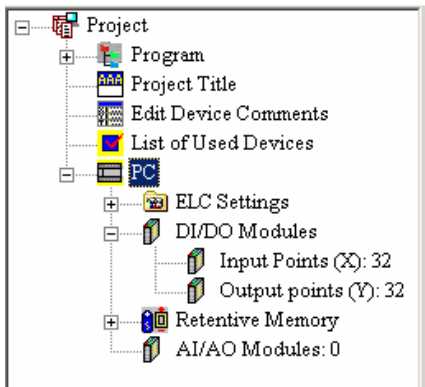 Project
Program
AAA
Project Title
Edit Device Comments
List of Used Devices
PC
ELC Settings
DI/DO Modules
Input Points (X): 32
Output points (Y): 32
Retentive Memory
AI/AO Modules: 0